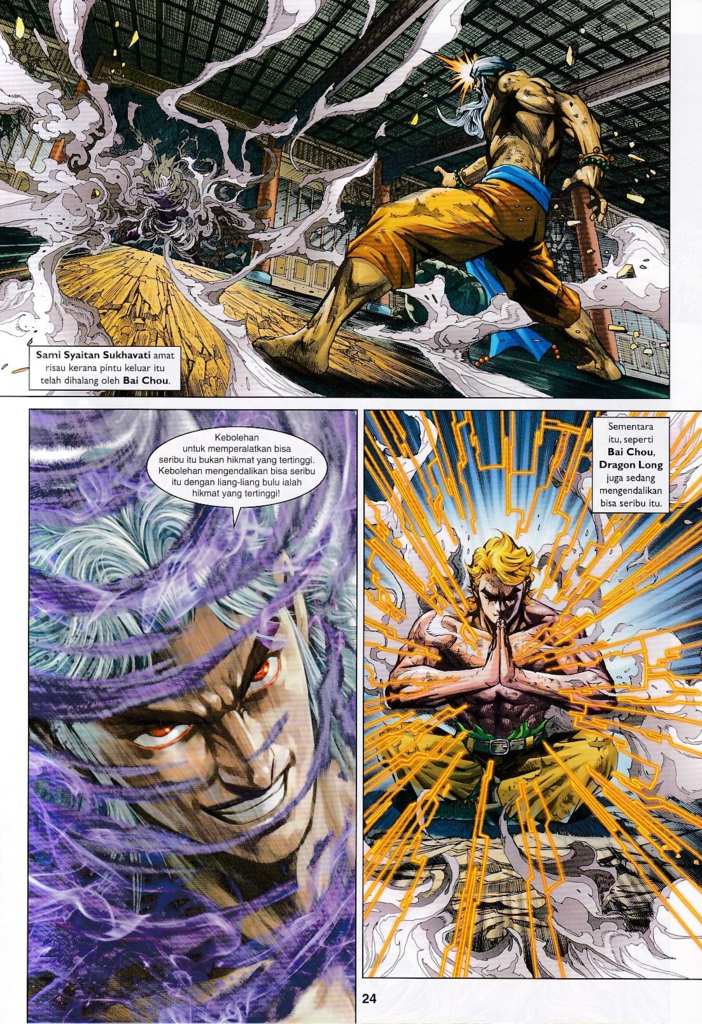 Sami Syaitan Sukhavati amat
risau kerana pintu keluar itu
telah dihalang oleh Bai Chou.
Kebolehan
untuk memperalatkan bisa
seribu itu bukan hikmat yang tertinggi.
Kebolehan mengendalikan bisa seribu
itu dengan liang-liang bulu ialah
hikmat yang tertinggi!
Sementara
itu, seperti
Bai Chou,
Dragon Long
juga sedang
mengendalikan
bisa seribu itu.
24